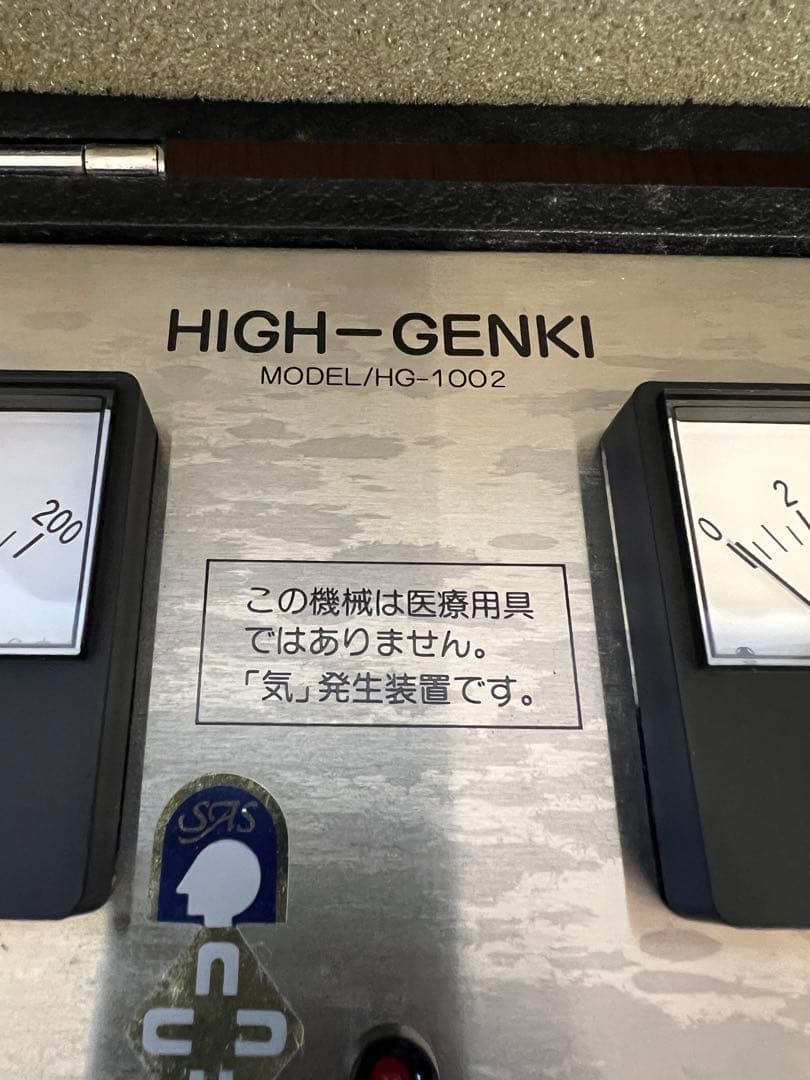 HIGH-GENKI
MODEL/HG-1002
200
0
2
この機械は医療用具
ではありません。
「気」発生装置です。
SAS